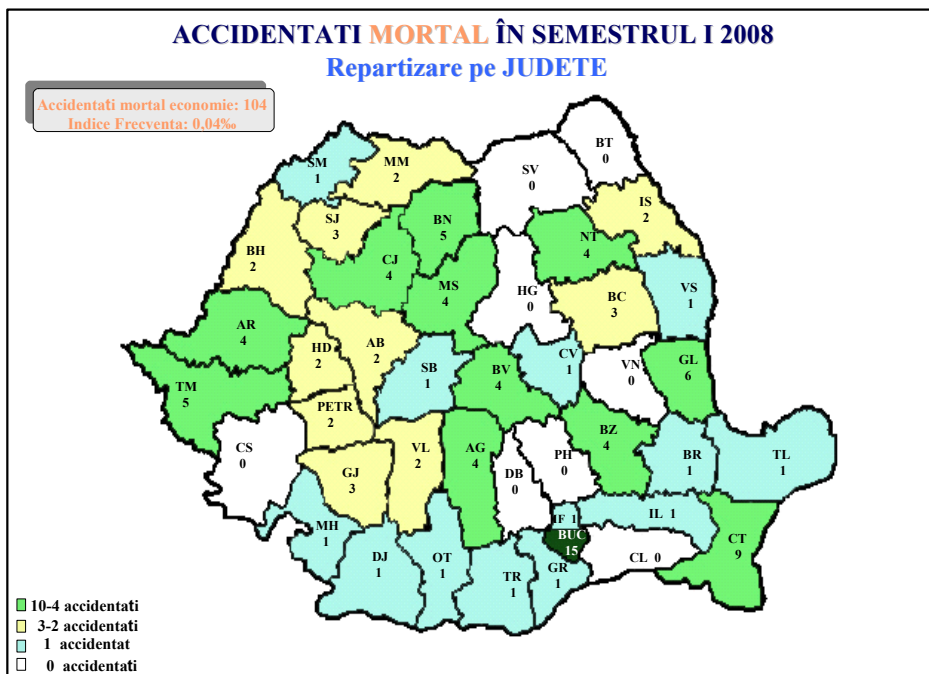 ACCIDENTATI MORTAL ÎN SEMESTRUL I 2008
Repartizare pe JUDETE
Accidentati mortal economie: 104
Indice Frecventa: 0,04‰
BT
0
SV
0
MM
2
SM
1
IS
2
SJ
3
BN
5
NT
4
BH
2
CJ
4
MS
4
HG
0
BC
3
VS
1
AR
4
HD
2
AB
2
SB
1
BV
4
CV
1
VN
0
GL
6
TM
5
PETR
2
CS
0
GJ
3
VL
2
AG
4
DB
0
PH
0
BZ
4
BR
1
TL
1
MH
1
DJ
1
OT
1
TR
1
GR
1
IF 1
BUC
15
IL 1
CL 0
CT
9
10-4 accidentati
3-2 accidentati
1 accidentat
0 accidentati